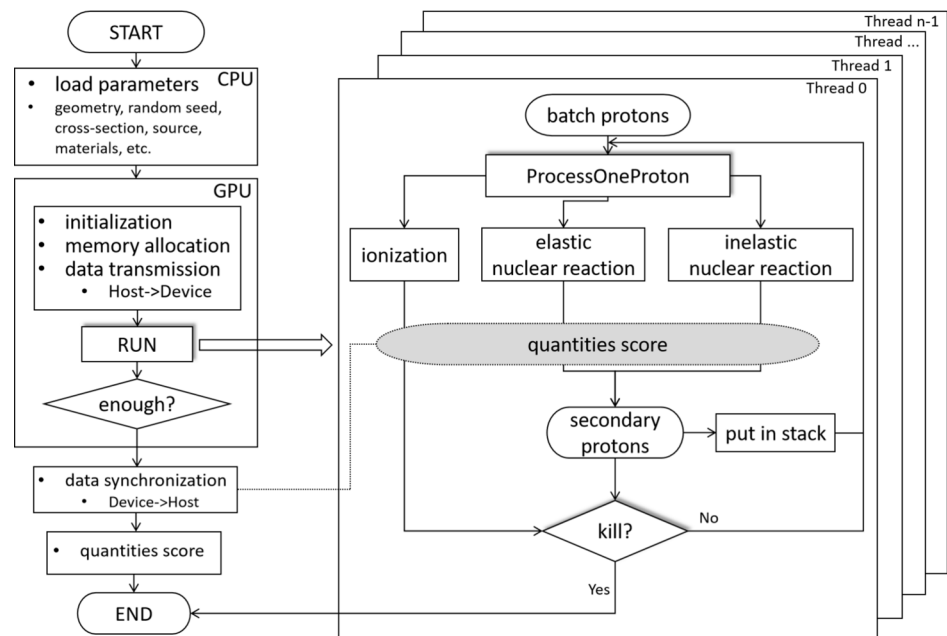 START
CPU
• load parameters
• geometry, random seed,
cross-section, source,
materials, etc.
GPU
• initialization
• memory allocation
• data transmission
• Host->Device
RUN
enough?
• data synchronization
• Device->Host
• quantities score
END
Thread n-1
Thread ...
Thread 1
Thread 0
batch protons
ProcessOneProton
ionization
elastic
nuclear reaction
inelastic
nuclear reaction
quantities score
secondary
protons
put in stack
kill?
No
Yes